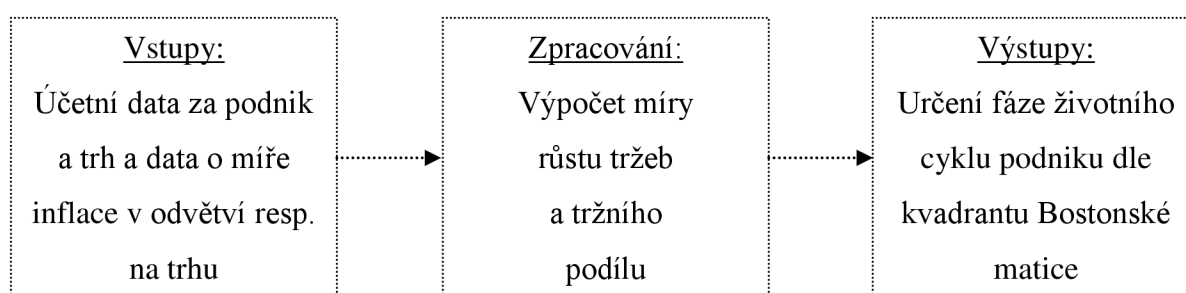 Vstupy:
Účetní data za podnik
a trh a data o míře
inflace v odvětví resp.
na trhu
Zpracování:
Výpočet míry
růstu tržeb
a tržního
podílu
Výstupy:
Určení fáze životního
cyklu podniku dle
kvadrantu Bostonské
matice